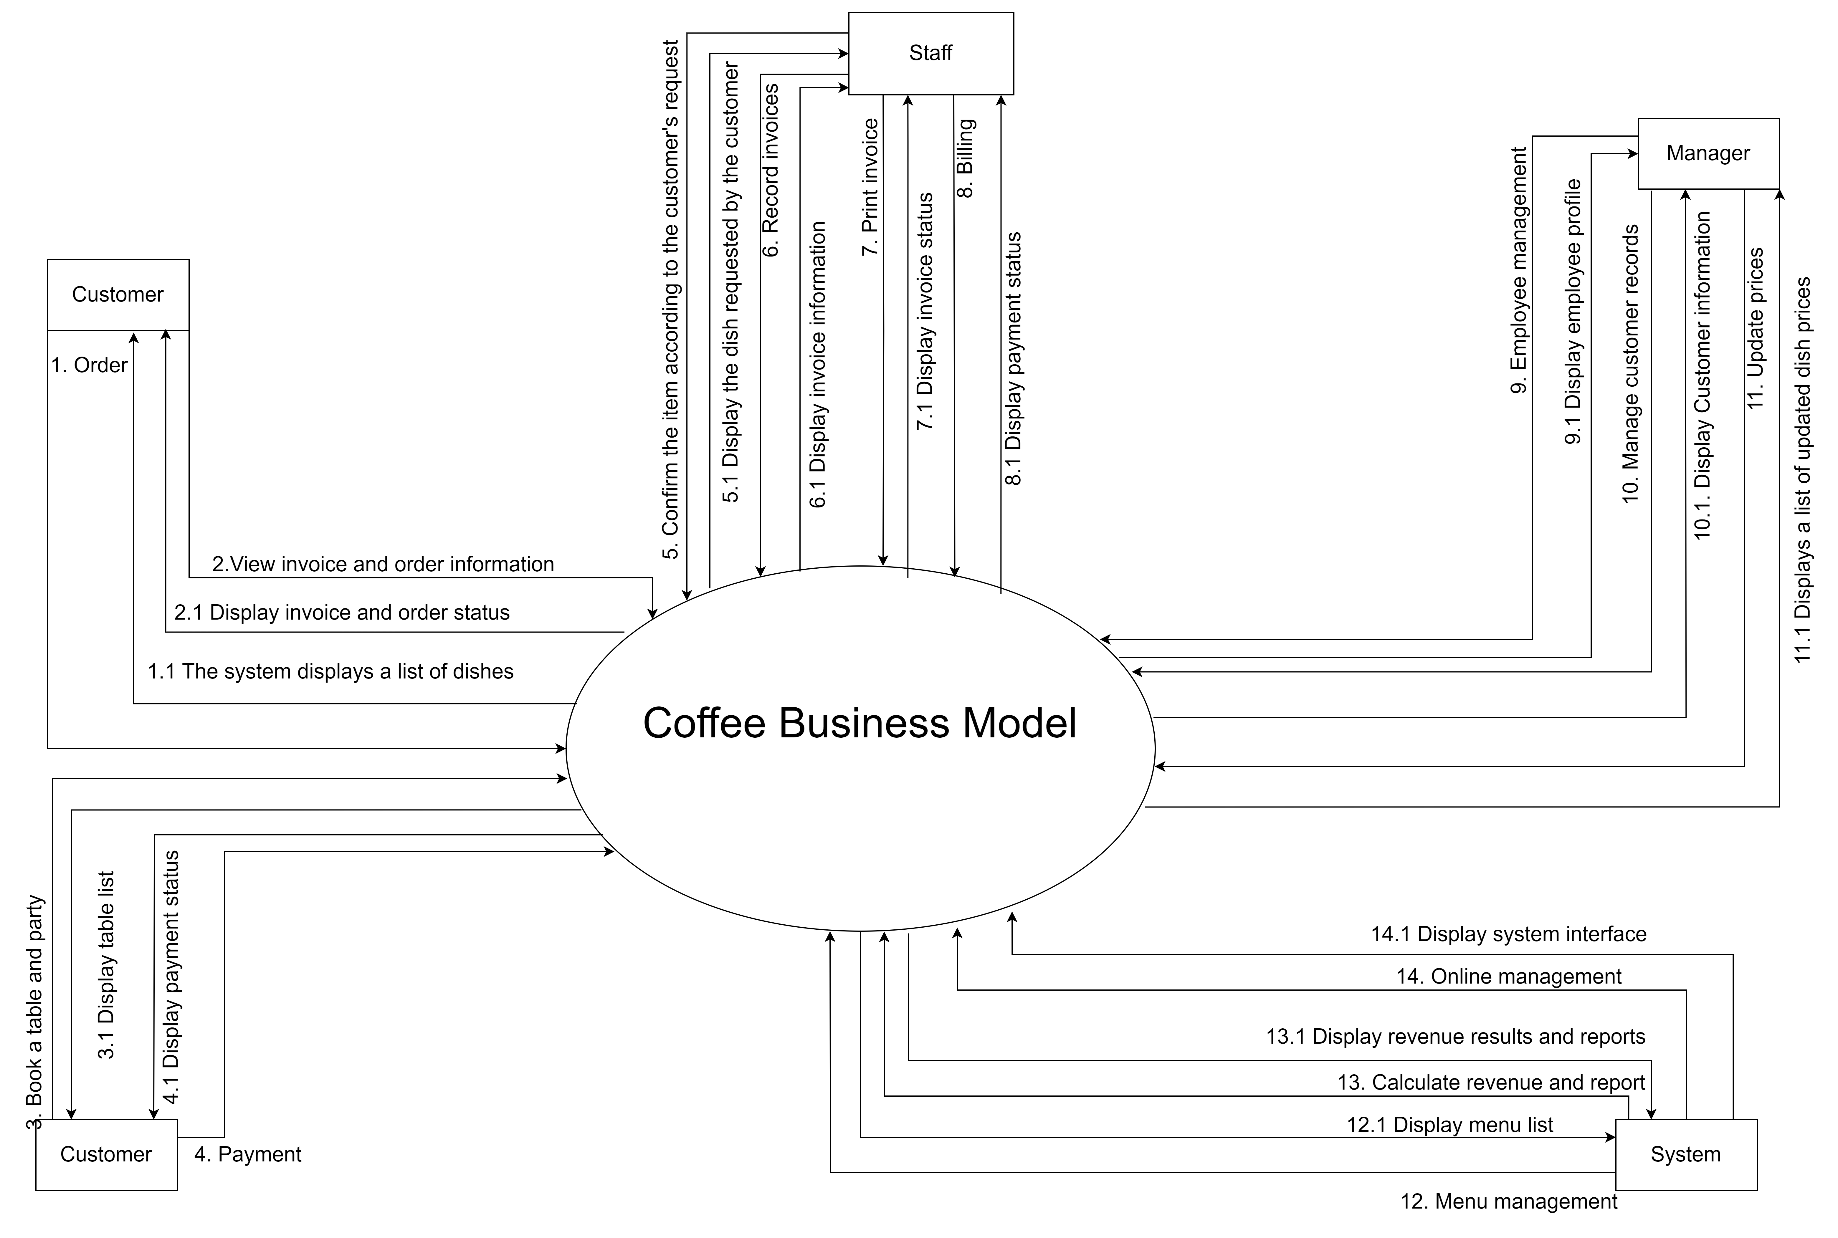 Staff
5. Confirm the item according to the customer's request
5.1 Display the dish requested by the customer
6. Record invoices
6.1 Display invoice information
7. Print invoice
7.1 Display invoice status
8. Billing
8.1 Display payment status
Manager
9. Employee management
9.1 Display employee profile
10. Manage customer records
10.1. Display Customer information
11. Update prices
11.1 Displays a list of updated dish prices
Customer
1. Order
2.View invoice and order information
2.1 Display invoice and order status
1.1 The system displays a list of dishes
Coffee Business Model
3. Book a table and party
3.1 Display table list
4.1 Display payment status
Customer
4. Payment
14.1 Display system interface
14. Online management
13.1 Display revenue results and reports
13. Calculate revenue and report
12.1 Display menu list
System
12. Menu management